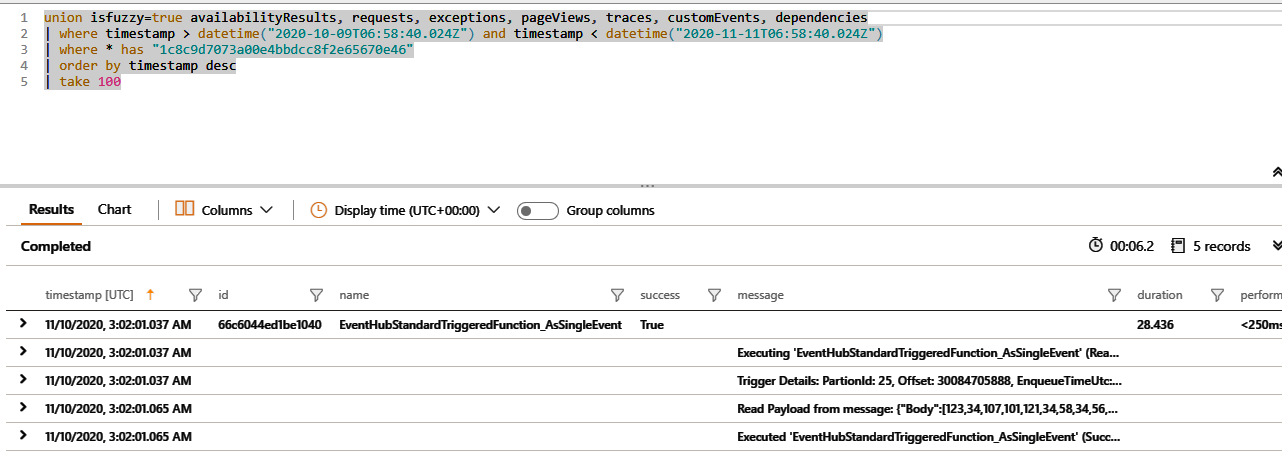 1 union isfuzzy=true availabilityResults, requests, exceptions, pageViews, traces, customEvents, dependencies
2 | where timestamp > datetime("2020-10-09T06:58:40.024Z") and timestamp < datetime("2020-11-11T06:58:40.024Z")
3 | where * has "1c8c9d7073a00e4bbdcc8f2e65670e46"
4 | order by timestamp desc
5 | take 100
Results Chart Columns Display time (UTC+00:00) Group columns
Completed 00:06.2 5 records
timestamp [UTC] id name success message duration perform
11/10/2020, 3:02:01.037 AM 66c6044ed1be1040 EventHubStandardTriggeredFunction_AsSingleEvent True 28.436 <250ms
11/10/2020, 3:02:01.037 AM Executing 'EventHubStandardTriggeredFunction_AsSingleEvent' (Rea...
11/10/2020, 3:02:01.037 AM Trigger Details: PartionId: 25, Offset: 30084705888, EnqueueTimeUtc:...
11/10/2020, 3:02:01.065 AM Read Payload from message: {"Body":[123,34,107,101,121,34,58,34,56,...
11/10/2020, 3:02:01.065 AM Executed 'EventHubStandardTriggeredFunction_AsSingleEvent' (Succ...